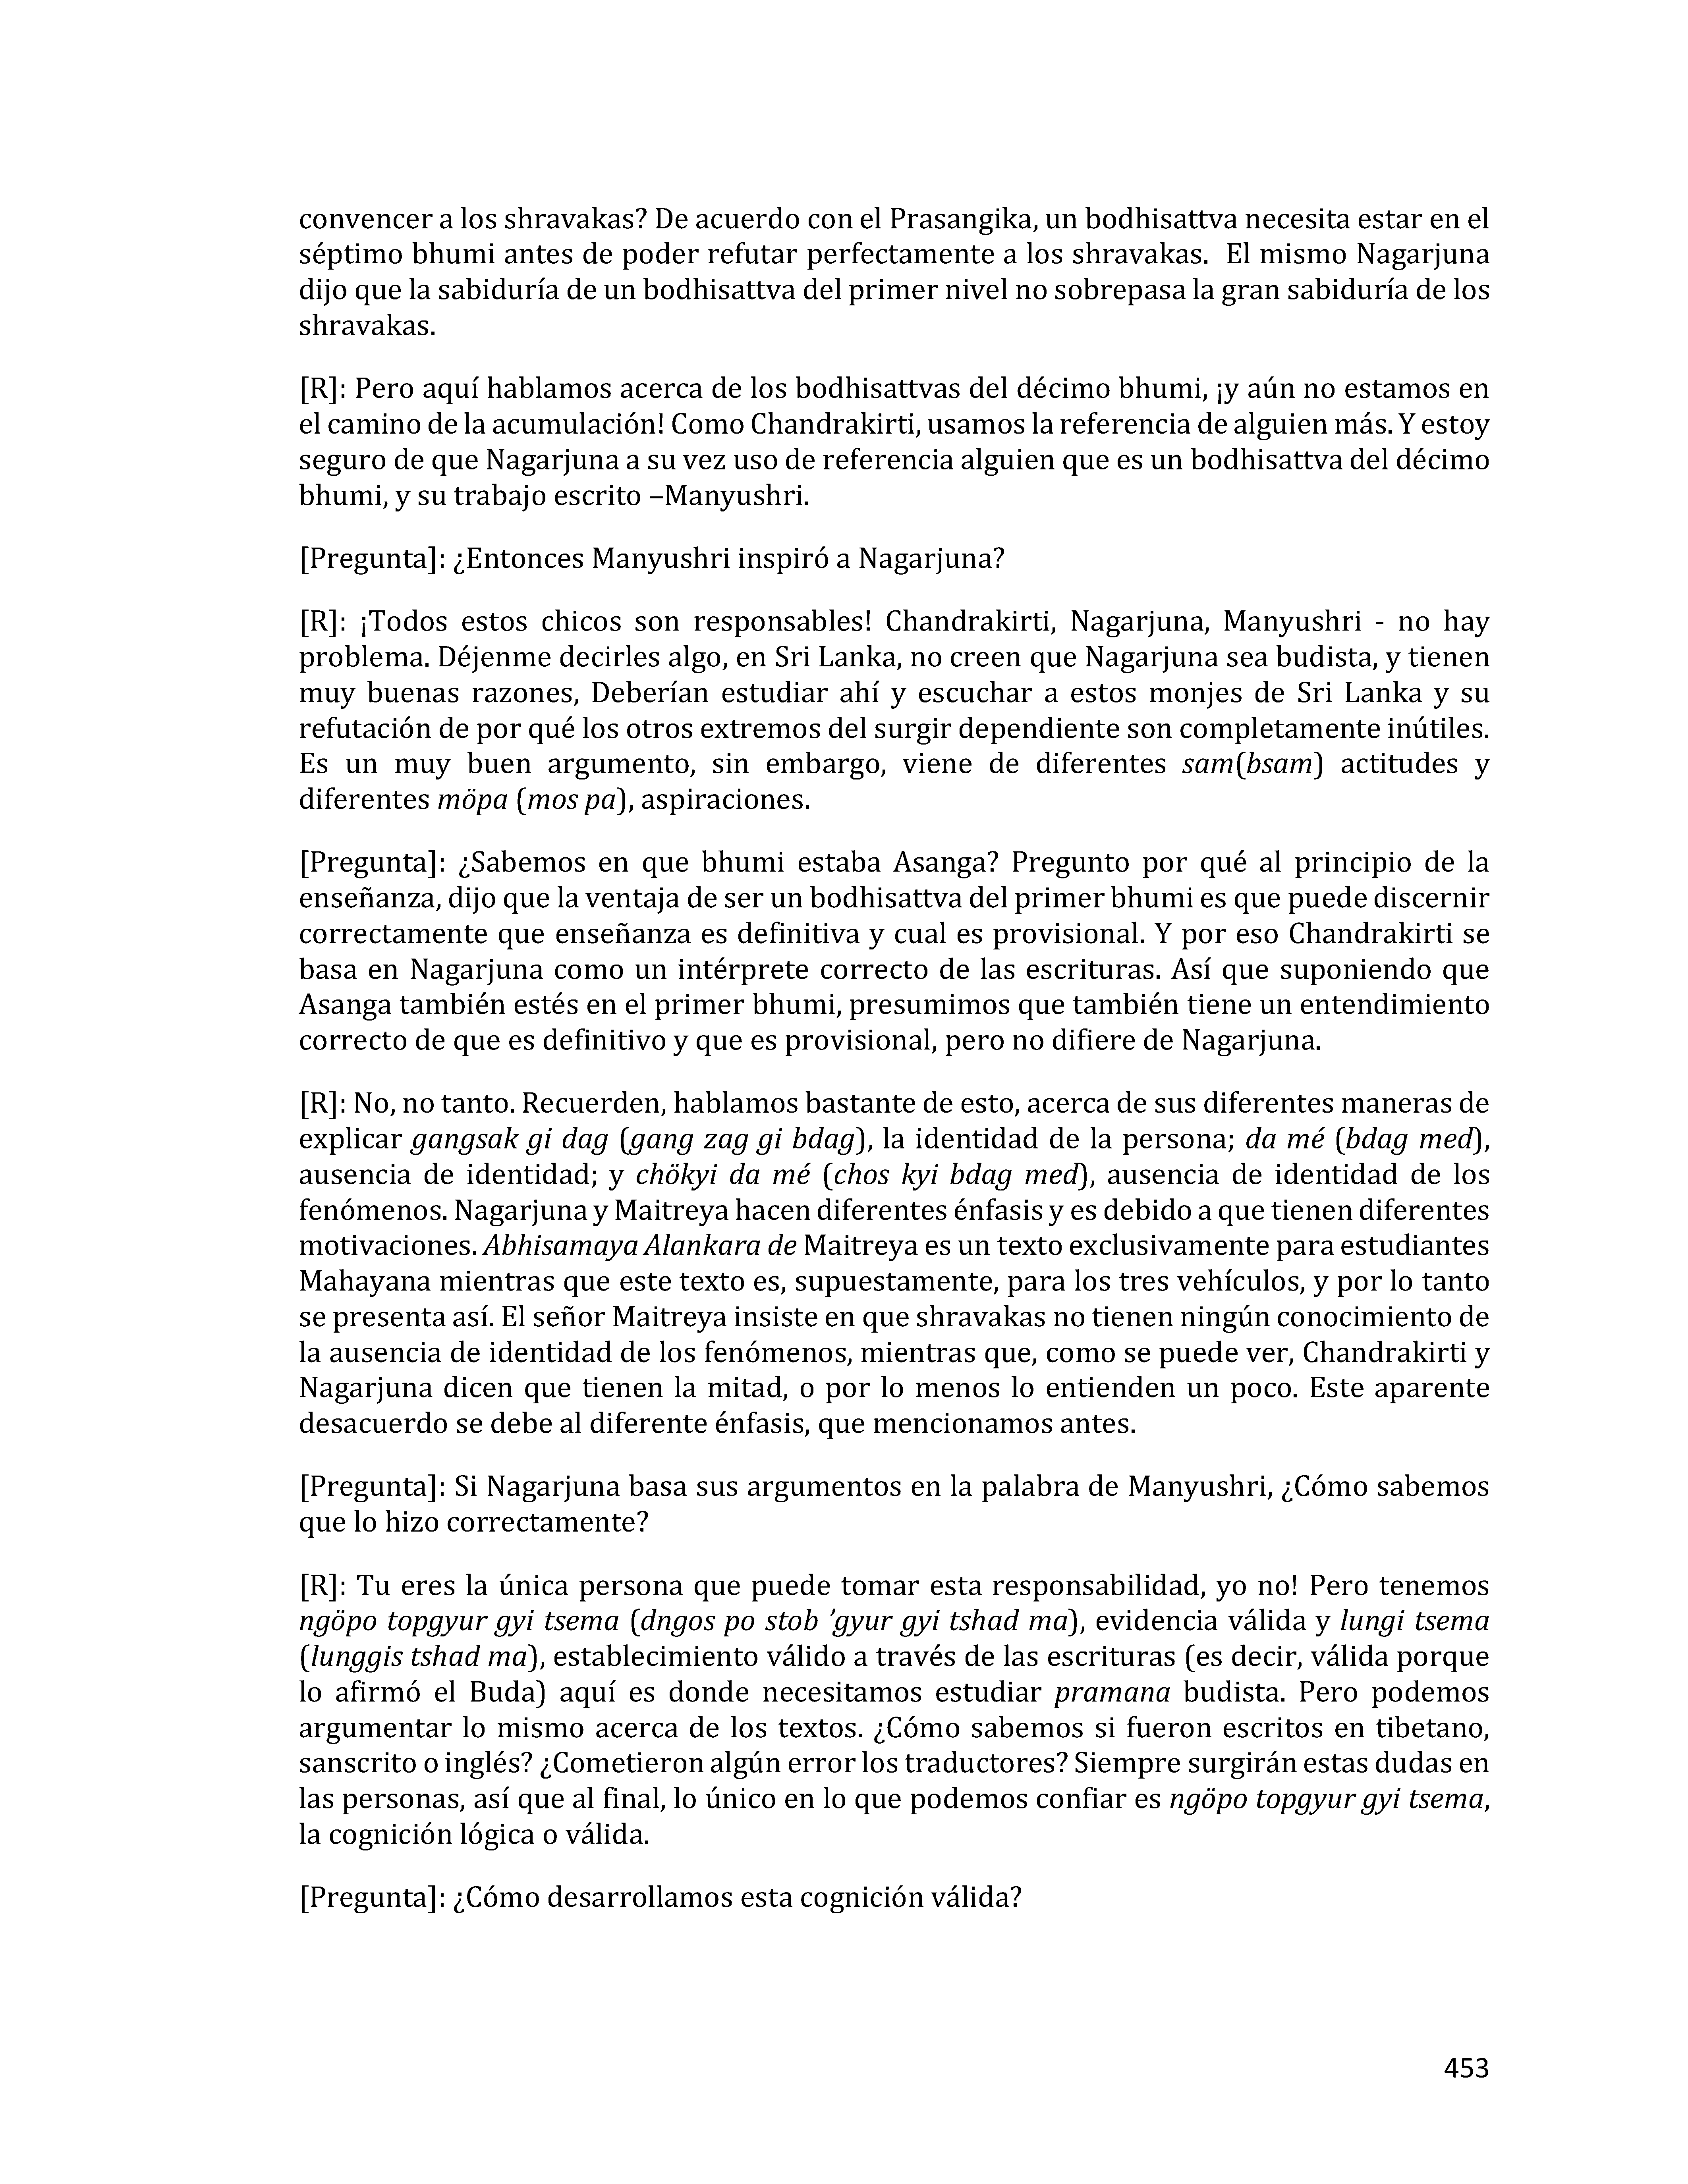 convencer a los shravakas? De acuerdo con el Prasangika, un bodhisattva necesita estar en el
séptimo bhumi antes de poder refutar perfectamente a los shravakas.  El mismo Nagarjuna
dijo que la sabiduría de un bodhisattva del primer nivel no sobrepasa la gran sabiduría de los
shravakas.
[R]: Pero aquí hablamos acerca de los bodhisattvas del décimo bhumi, ¡y aún no estamos en
el camino de la acumulación! Como Chandrakirti, usamos la referencia de alguien más. Y estoy
seguro de que Nagarjuna a su vez uso de referencia alguien que es un bodhisattva del décimo
bhumi, y su trabajo escrito –Manyushri.
[Pregunta]: ¿Entonces Manyushri inspiró a Nagarjuna?
[R]: ¡Todos estos chicos son responsables! Chandrakirti, Nagarjuna, Manyushri - no hay
problema. Déjenme decirles algo, en Sri Lanka, no creen que Nagarjuna sea budista, y tienen
muy buenas razones, Deberían estudiar ahí y escuchar a estos monjes de Sri Lanka y su
refutación de por qué los otros extremos del surgir dependiente son completamente inútiles.
Es un muy buen argumento, sin embargo, viene de diferentes sam(bsam) actitudes y
diferentes möpa (mos pa), aspiraciones.
[Pregunta]: ¿Sabemos en que bhumi estaba Asanga? Pregunto por qué al principio de la
enseñanza, dijo que la ventaja de ser un bodhisattva del primer bhumi es que puede discernir
correctamente que enseñanza es definitiva y cual es provisional. Y por eso Chandrakirti se
basa en Nagarjuna como un intérprete correcto de las escrituras. Así que suponiendo que
Asanga también estés en el primer bhumi, presumimos que también tiene un entendimiento
correcto de que es definitivo y que es provisional, pero no difiere de Nagarjuna.
[R]: No, no tanto. Recuerden, hablamos bastante de esto, acerca de sus diferentes maneras de
explicar gangsak gi dag (gang zag gi bdag), la identidad de la persona; da mé (bdag med),
ausencia de identidad; y chökyi da mé (chos kyi bdag med), ausencia de identidad de los
fenómenos. Nagarjuna y Maitreya hacen diferentes énfasis y es debido a que tienen diferentes
motivaciones. Abhisamaya Alankara de Maitreya es un texto exclusivamente para estudiantes
Mahayana mientras que este texto es, supuestamente, para los tres vehículos, y por lo tanto
se presenta así. El señor Maitreya insiste en que shravakas no tienen ningún conocimiento de
la ausencia de identidad de los fenómenos, mientras que, como se puede ver, Chandrakirti y
Nagarjuna dicen que tienen la mitad, o por lo menos lo entienden un poco. Este aparente
desacuerdo se debe al diferente énfasis, que mencionamos antes.
[Pregunta]: Si Nagarjuna basa sus argumentos en la palabra de Manyushri, ¿Cómo sabemos
que lo hizo correctamente?
[R]: Tu eres la única persona que puede tomar esta responsabilidad, yo no! Pero tenemos
ngöpo topgyur gyi tsema (dngos po stob ’gyur gyi tshad ma), evidencia válida y lungi tsema
(lunggis tshad ma), establecimiento válido a través de las escrituras (es decir, válida porque
lo afirmó el Buda) aquí es donde necesitamos estudiar pramana budista. Pero podemos
argumentar lo mismo acerca de los textos. ¿Cómo sabemos si fueron escritos en tibetano,
sanscrito o inglés? ¿Cometieron algún error los traductores? Siempre surgirán estas dudas en
las personas, así que al final, lo único en lo que podemos confiar es ngöpo topgyur gyi tsema,
la cognición lógica o válida.
[Pregunta]: ¿Cómo desarrollamos esta cognición válida?
453